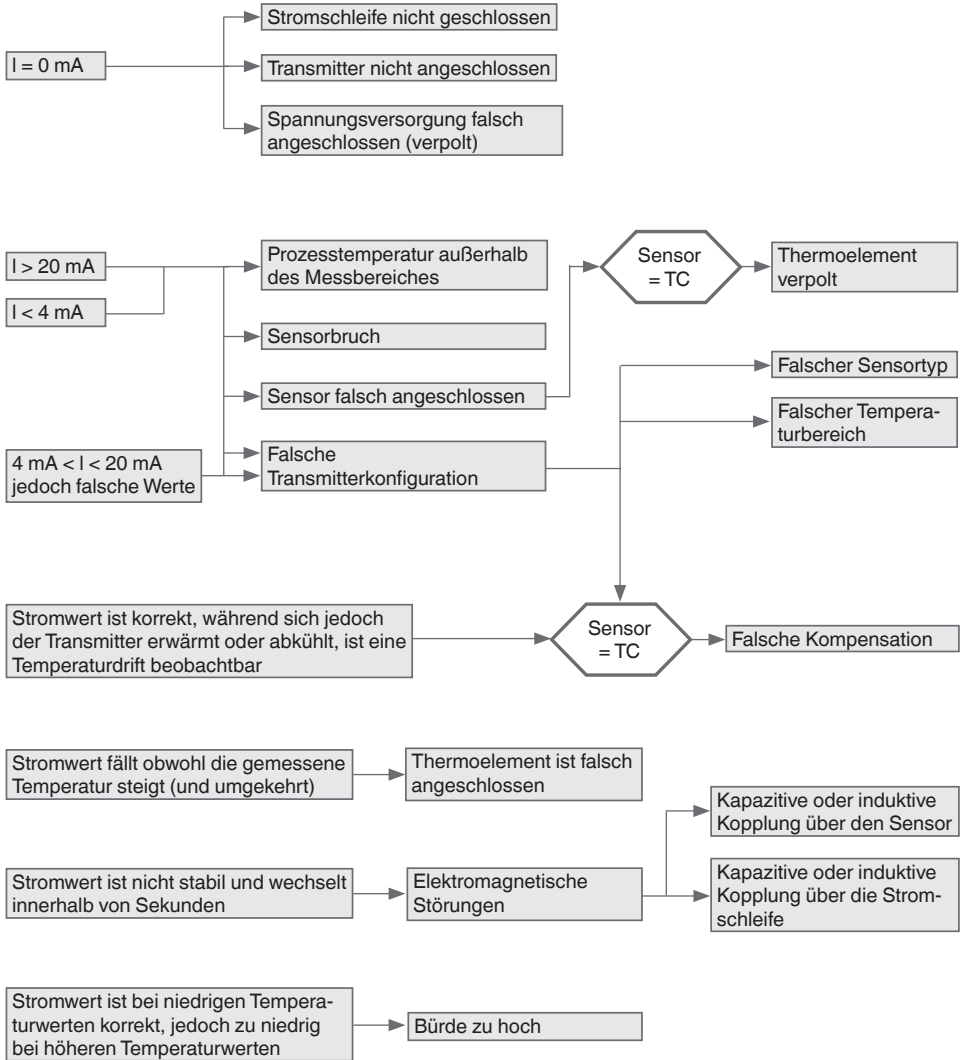 I = 0 mA
Stromschleife nicht geschlossen
Transmitter nicht angeschlossen
Spannungsversorgung falsch
angeschlossen (verpolt)
I > 20 mA
I < 4 mA
Prozesstemperatur außerhalb
des Messbereiches
Sensorbruch
Sensor falsch angeschlossen
Sensor
= TC
Thermoelement
verpolt
4 mA < I < 20 mA
jedoch falsche Werte
Falsche
Transmitterkonfiguration
Falscher Sensortyp
Falscher Tempera-
turbereich
Stromwert ist korrekt, während sich jedoch
der Transmitter erwärmt oder abkühlt, ist eine
Temperaturdrift beobachtbar
Sensor
= TC
Falsche Kompensation
Stromwert fällt obwohl die gemessene
Temperatur steigt (und umgekehrt)
Thermoelement ist falsch
angeschlossen
Stromwert ist nicht stabil und wechselt
innerhalb von Sekunden
Elektromagnetische
Störungen
Kapazitive oder induktive
Kopplung über den Sensor
Kapazitive oder induktive
Kopplung über die Strom-
schleife
Stromwert ist bei niedrigen Tempera-
turwerten korrekt, jedoch zu niedrig
bei höheren Temperaturwerten
Bürde zu hoch